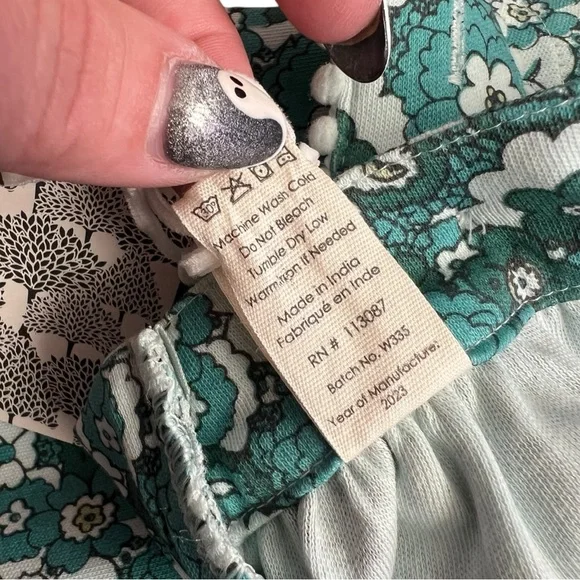 Machine Wash Cold
Do Not Bleach
Tumble Dry Low
Warm Iron If Needed
Made in India
Fabriqué en Inde
RN # 113087
Batch No. W335
Year of Manufacture:
2023